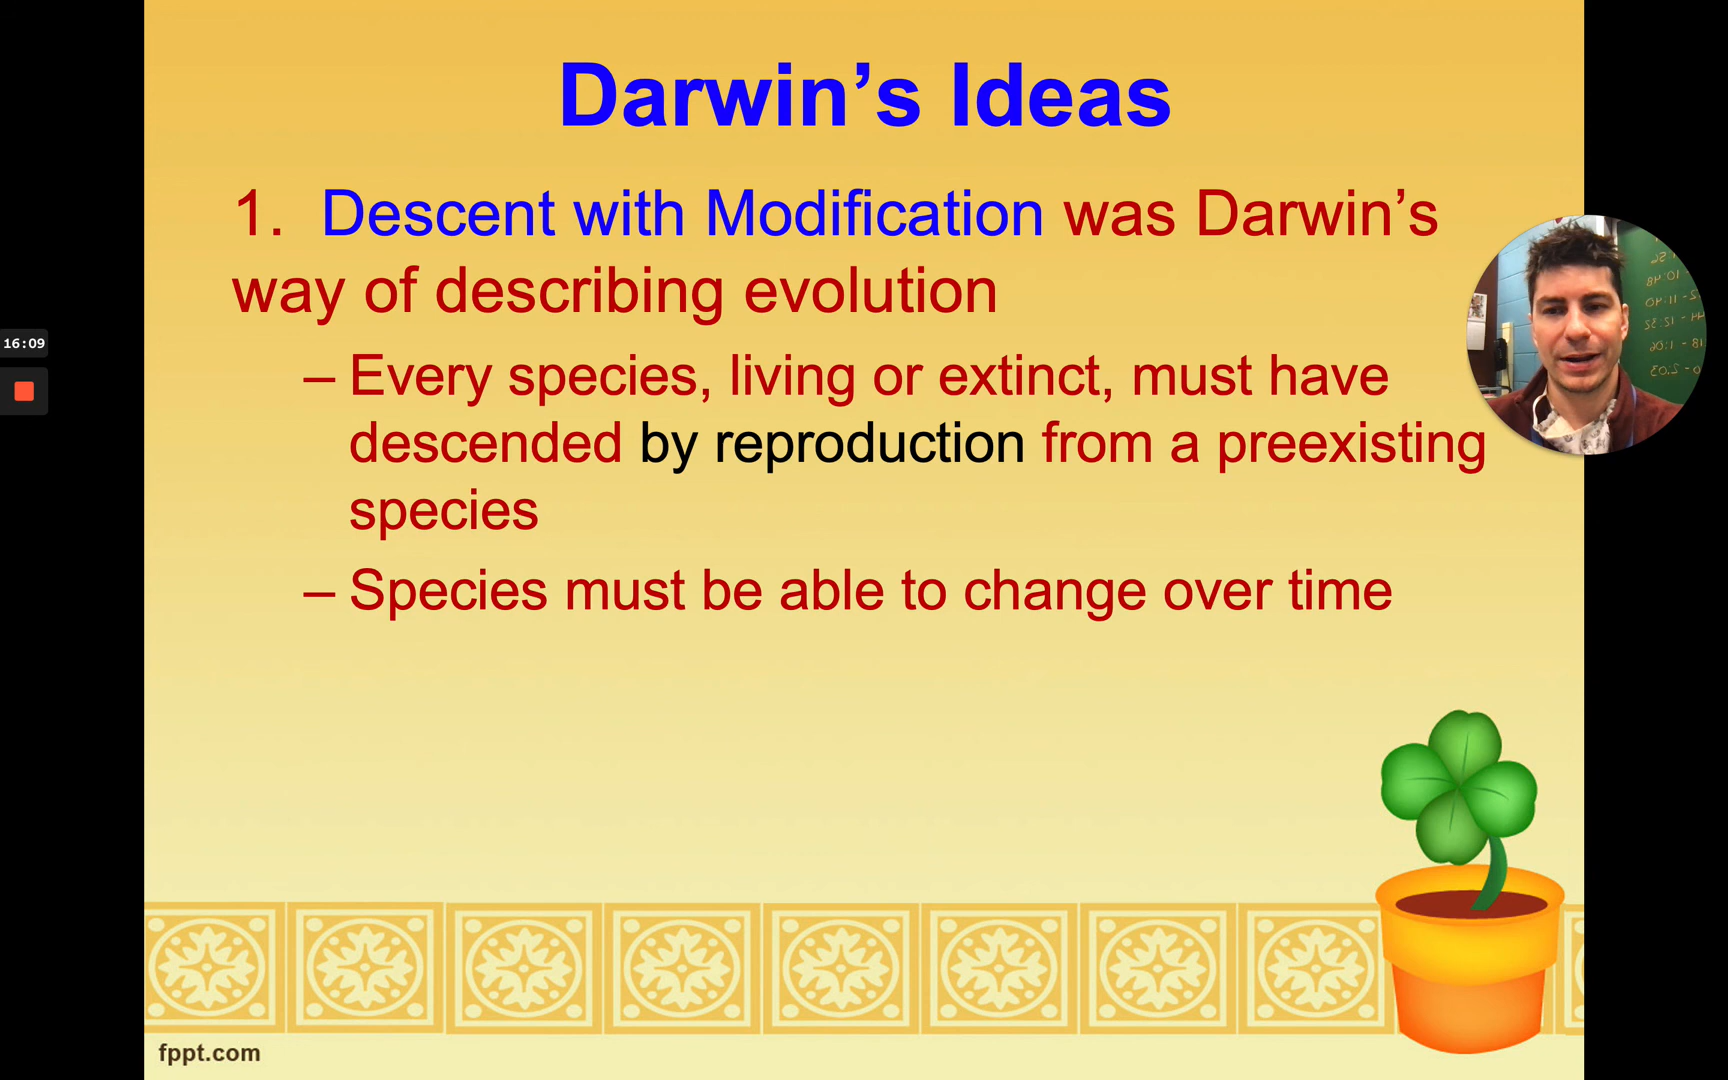 Darwin’s Ideas
1. Descent with Modification was Darwin’s
way of describing evolution
– Every species, living or extinct, must have
descended by reproduction from a preexisting
species
– Species must be able to change over time
16:09
fppt.com